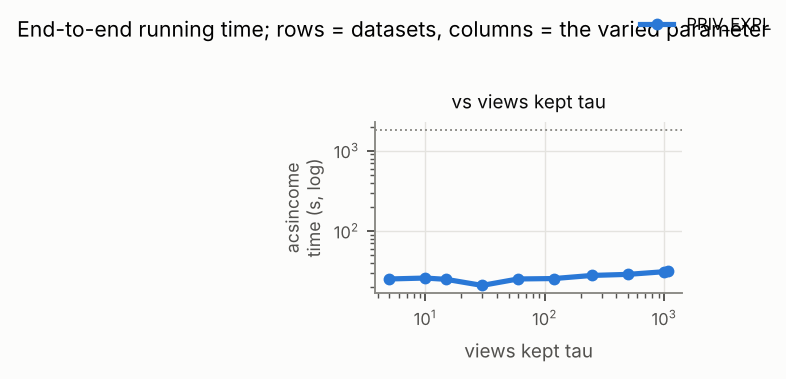 End-to-end running time; rows = datasets, columns = the varied parameter
PRIV_EXPL
vs views kept tau
acsincome
time (s, log)
10³
10²
10¹ 10² 10³
views kept tau